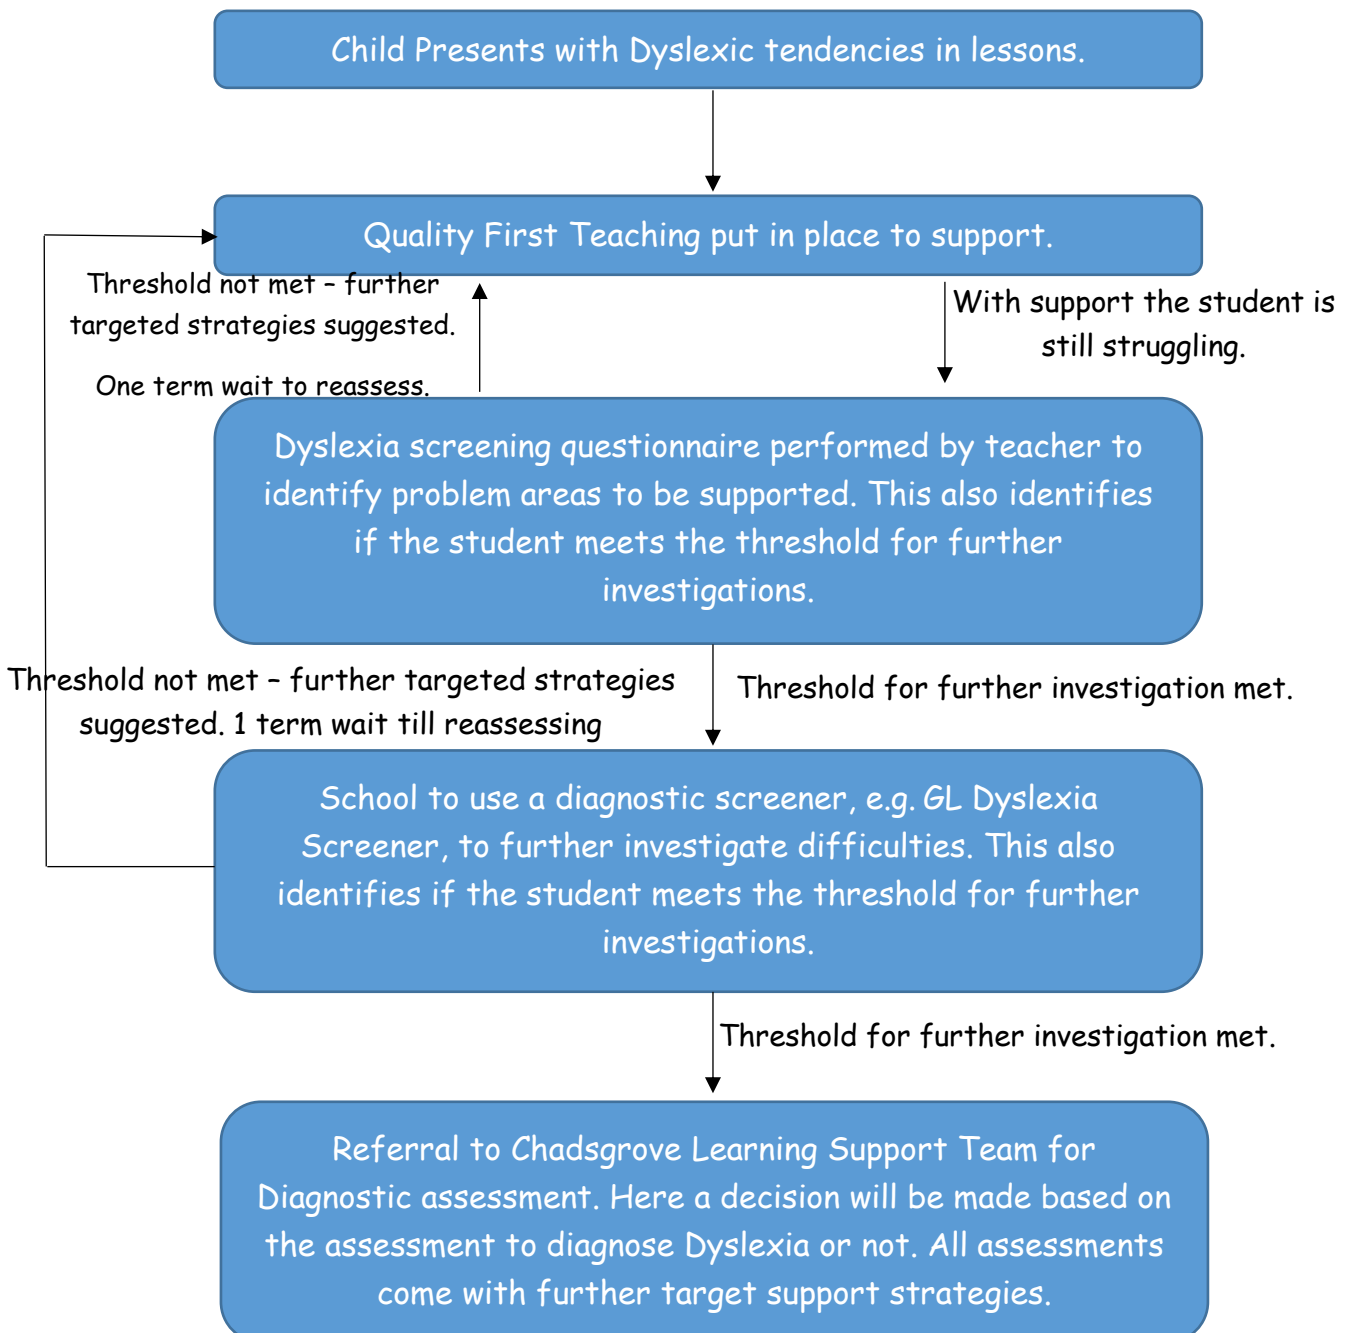 Child Presents with Dyslexic tendencies in lessons.
Quality First Teaching put in place to support.
Threshold not met – further
targeted strategies suggested.
One term wait to reassess.
With support the student is
still struggling.
Dyslexia screening questionnaire performed by teacher to
identify problem areas to be supported. This also identifies
if the student meets the threshold for further
investigations.
Threshold not met – further targeted strategies
suggested. 1 term wait till reassessing
Threshold for further investigation met.
School to use a diagnostic screener, e.g. GL Dyslexia
Screener, to further investigate difficulties. This also
identifies if the student meets the threshold for further
investigations.
Threshold for further investigation met.
Referral to Chadsgrove Learning Support Team for
Diagnostic assessment. Here a decision will be made based on
the assessment to diagnose Dyslexia or not. All assessments
come with further target support strategies.